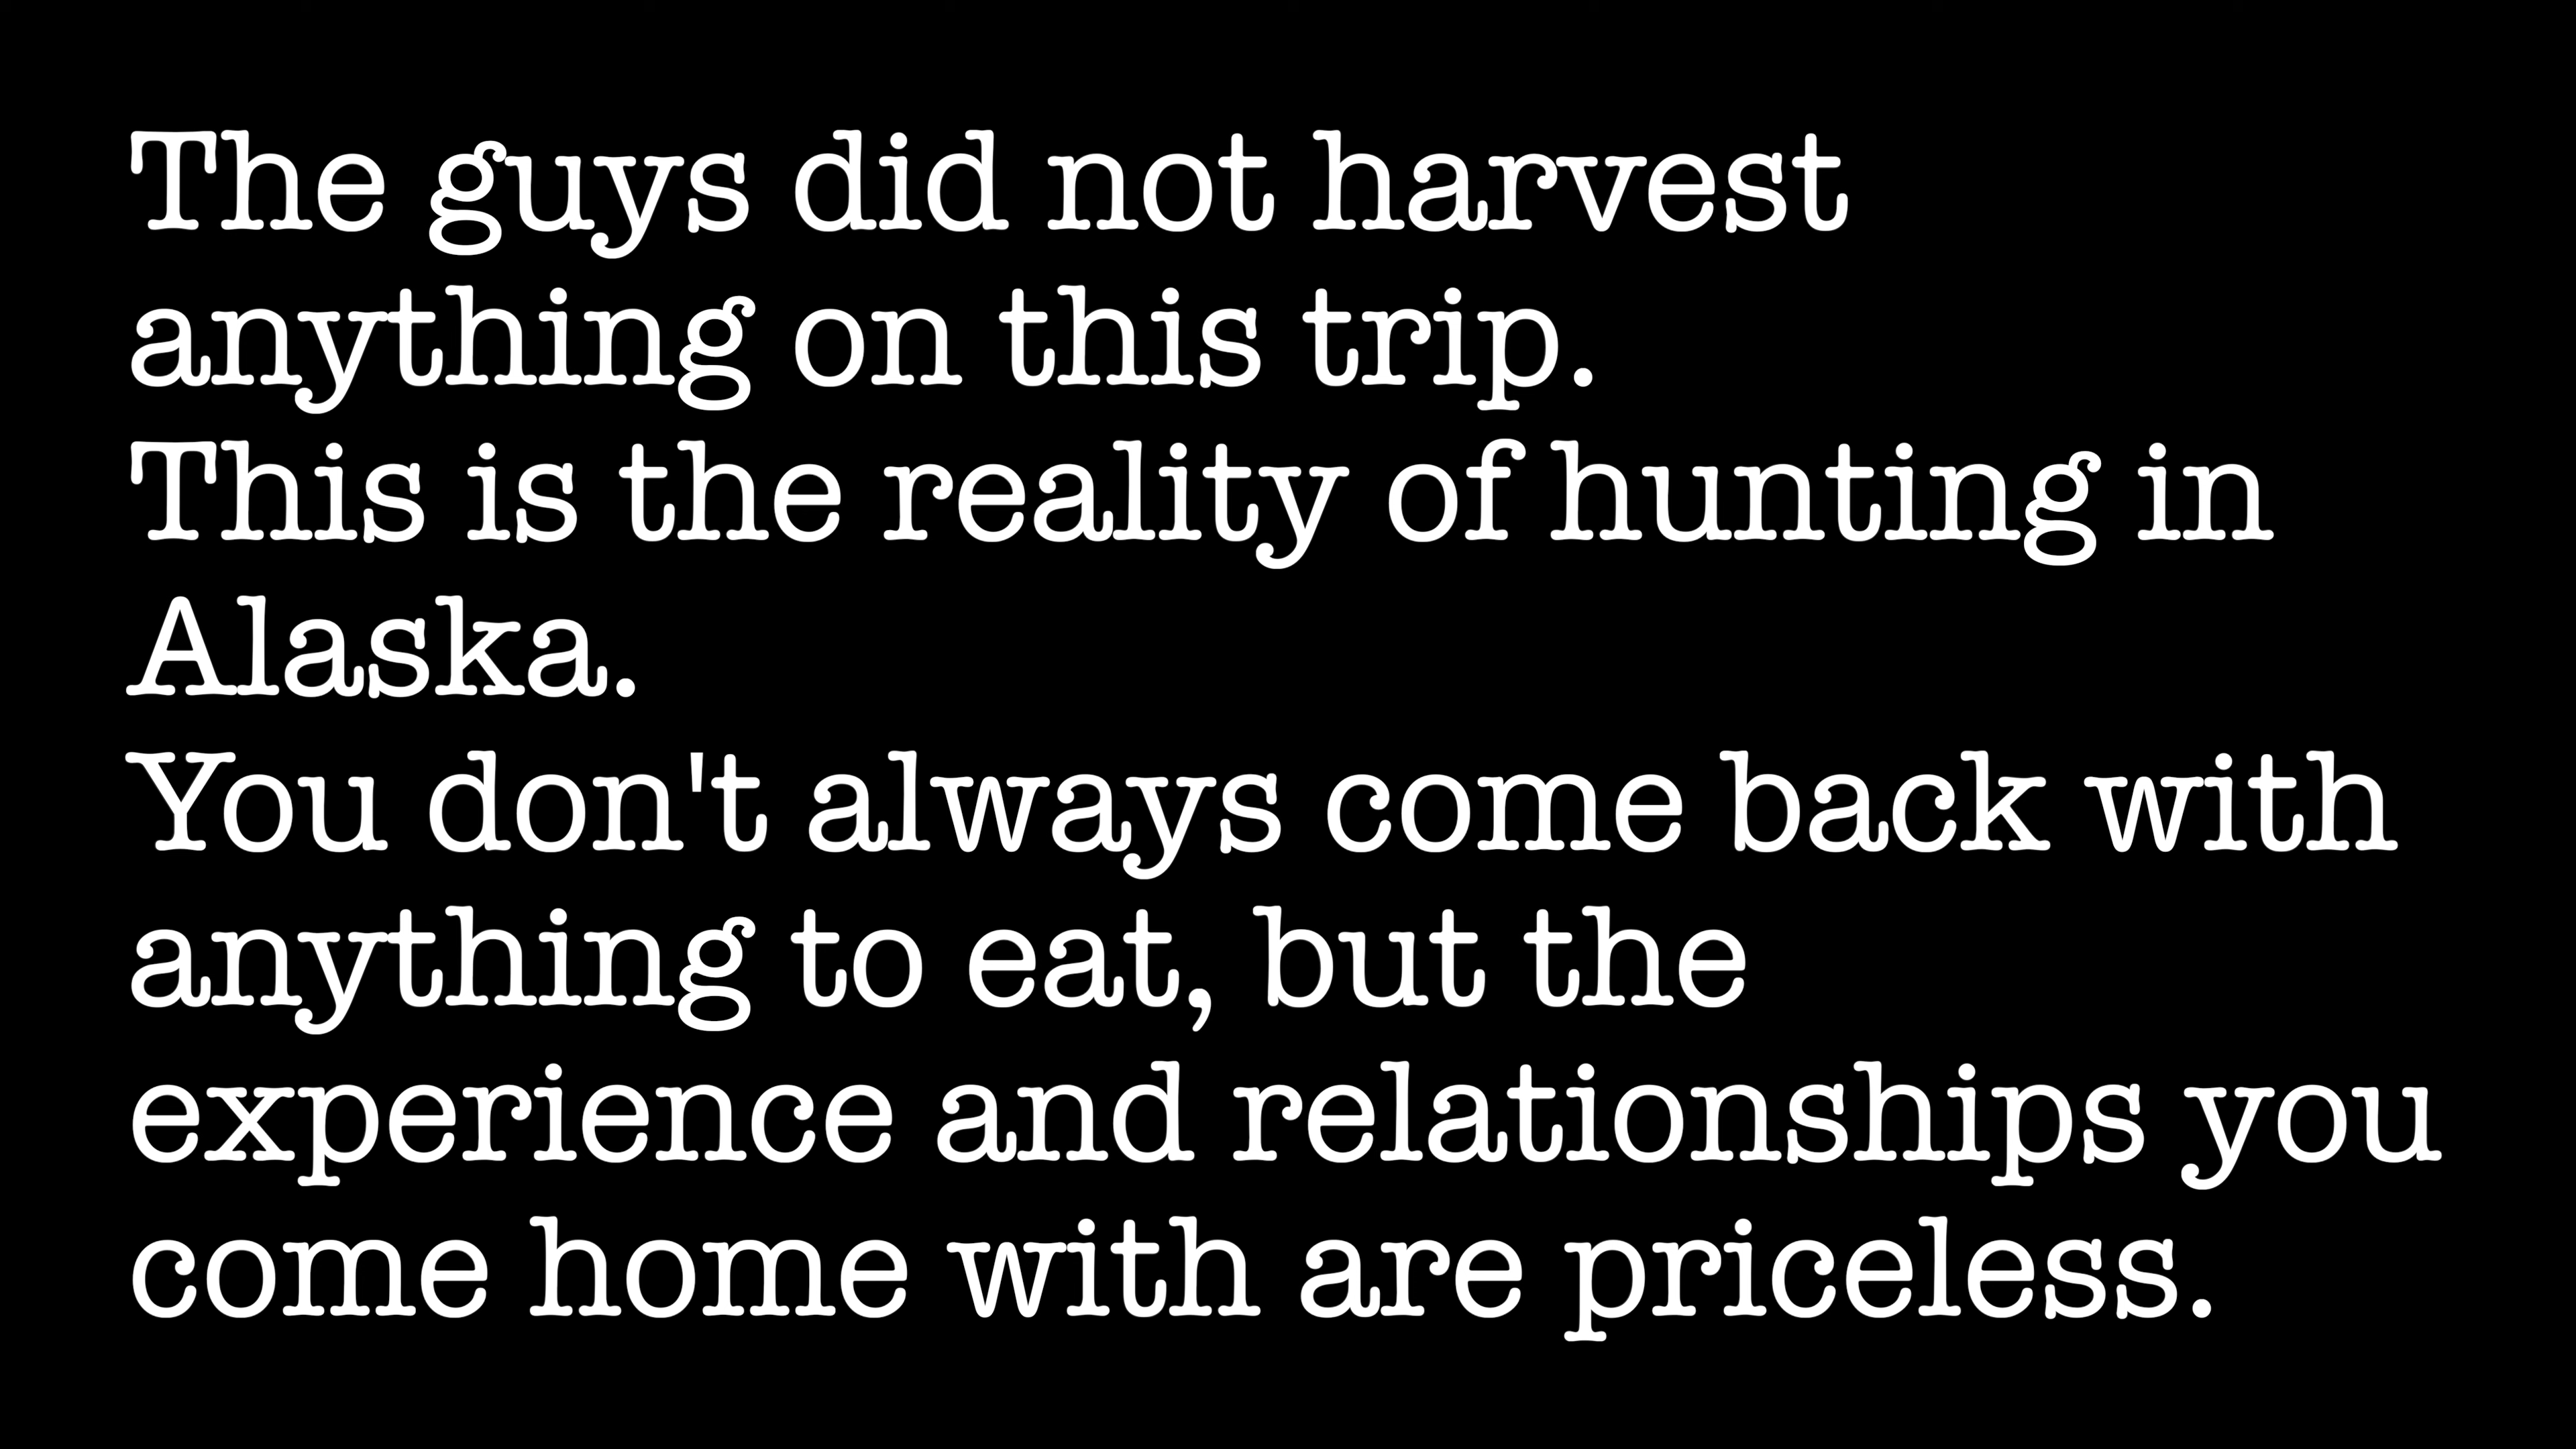 The guys did not harvest
anything on this trip.
This is the reality of hunting in
Alaska.
You don't always come back with
anything to eat, but the
experience and relationships you
come home with are priceless.